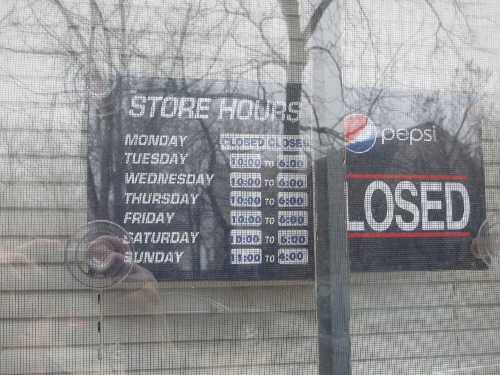 STORE HOURS
MONDAY CLOSED CLOSED
TUESDAY 10:00 TO 6:00
WEDNESDAY 10:00 TO 6:00
THURSDAY 10:00 TO 6:00
FRIDAY 10:00 TO 6:00
SATURDAY 10:00 TO 6:00
SUNDAY 11:00 TO 4:00
pepsi
LOSED